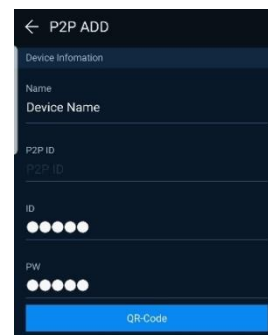 ← P2P ADD
Device Infomation
Name
Device Name
P2P ID
P2P ID
ID
●●●●●
PW
●●●●●
QR-Code